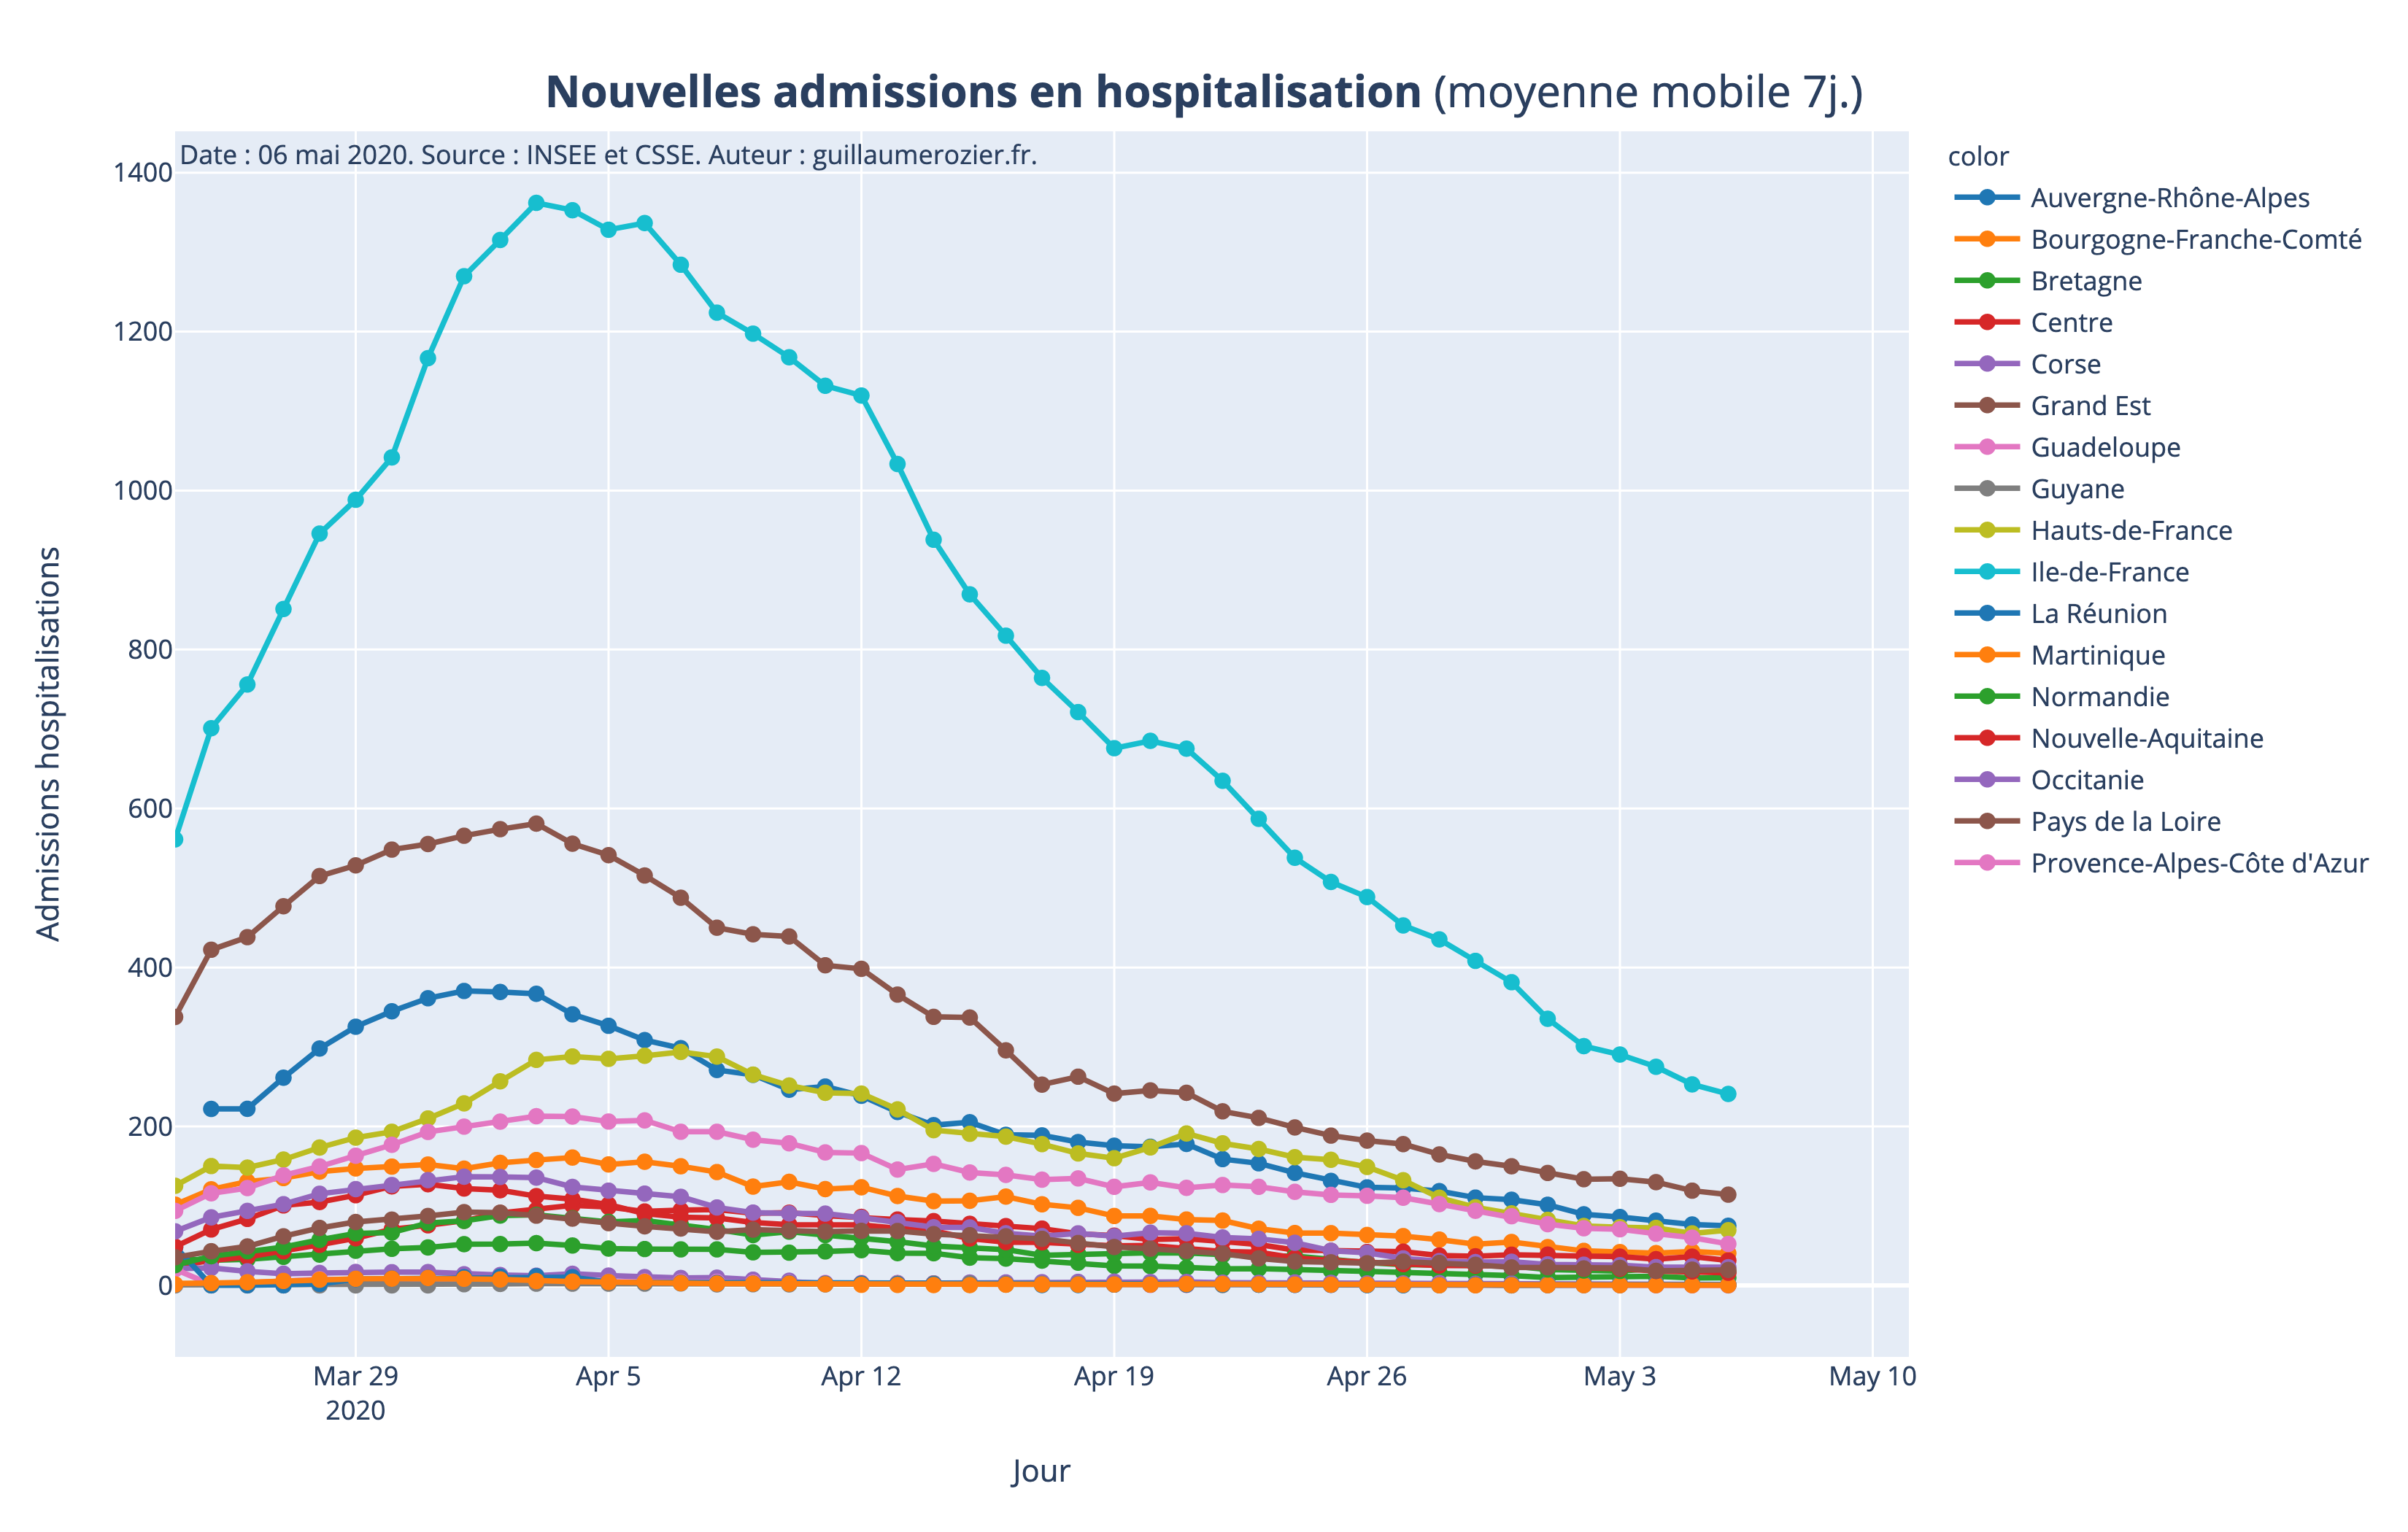 Nouvelles admissions en hospitalisation (moyenne mobile 7j.)
Date : 06 mai 2020. Source : INSEE et CSSE. Auteur : guillaumerozier.fr.
Admissions hospitalisations
1400
1200
1000
800
600
400
200
0
Mar 29
2020
Apr 5
Apr 12
Apr 19
Apr 26
May 3
May 10
Jour
color
Auvergne-Rhône-Alpes
Bourgogne-Franche-Comté
Bretagne
Centre
Corse
Grand Est
Guadeloupe
Guyane
Hauts-de-France
Ile-de-France
La Réunion
Martinique
Normandie
Nouvelle-Aquitaine
Occitanie
Pays de la Loire
Provence-Alpes-Côte d'Azur